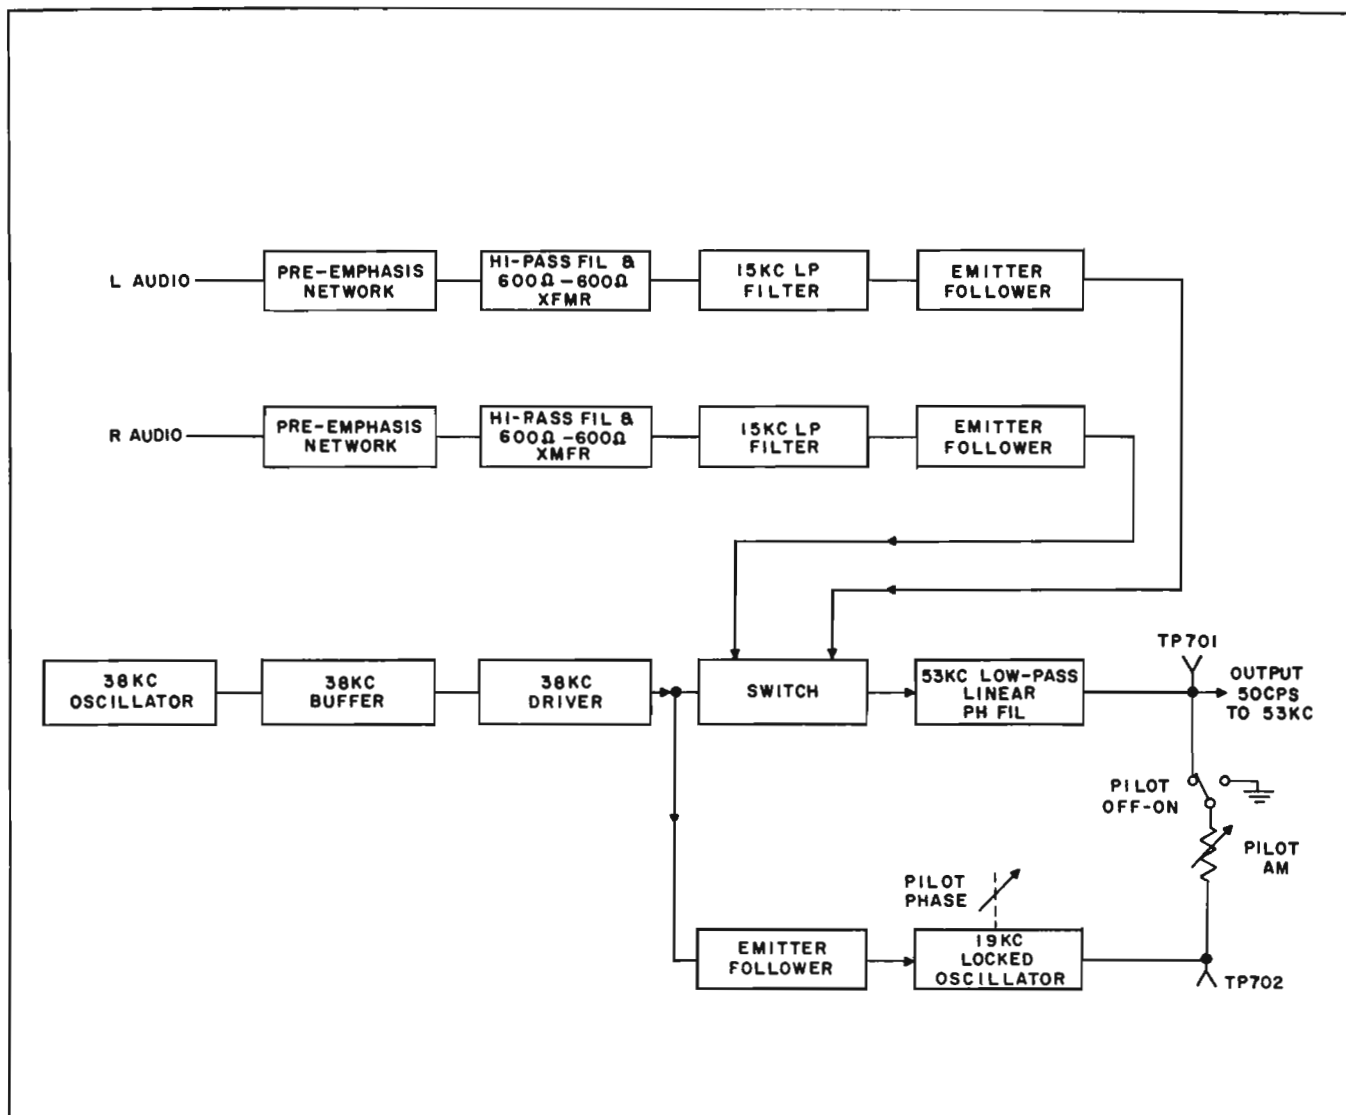 L AUDIO
PRE-EMPHASIS
NETWORK
HI-PASS FIL &
600Ω-600Ω
XFMR
15KC LP
FILTER
EMITTER
FOLLOWER
R AUDIO
PRE-EMPHASIS
NETWORK
HI-RASS FIL &
600Ω-600Ω
XMFR
15KC LP
FILTER
EMITTER
FOLLOWER
38KC
OSCILLATOR
38KC
BUFFER
38KC
DRIVER
SWITCH
53KC LOW-PASS
LINEAR
PH FIL
TP701
OUTPUT
50CPS
TO 53KC
PILOT
OFF-ON
PILOT
AM
PILOT
PHASE
EMITTER
FOLLOWER
19KC
LOCKED
OSCILLATOR
TP702